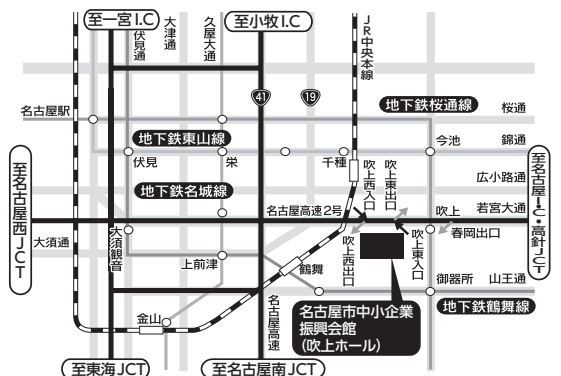 至一宮I.C
至小牧I.C
伏見通
大津通
久屋大通
JR中央本線
41
19
地下鉄桜通線
名古屋駅
桜通
地下鉄東山線
今池
錦通
伏見
栄
千種
地下鉄名城線
広小路通
吹上西入口
吹上東出口
至名古屋西JCT
至名古屋I・C・高針JCT
名古屋高速2号
吹上
若宮大通
大須通
大須観音
春岡出口
吹上西出口
吹上東入口
上前津
鶴舞
御器所
山王通
地下鉄鶴舞線
金山
名古屋高速
名古屋市中小企業
振興会館
（吹上ホール）
至東海JCT
至名古屋南JCT